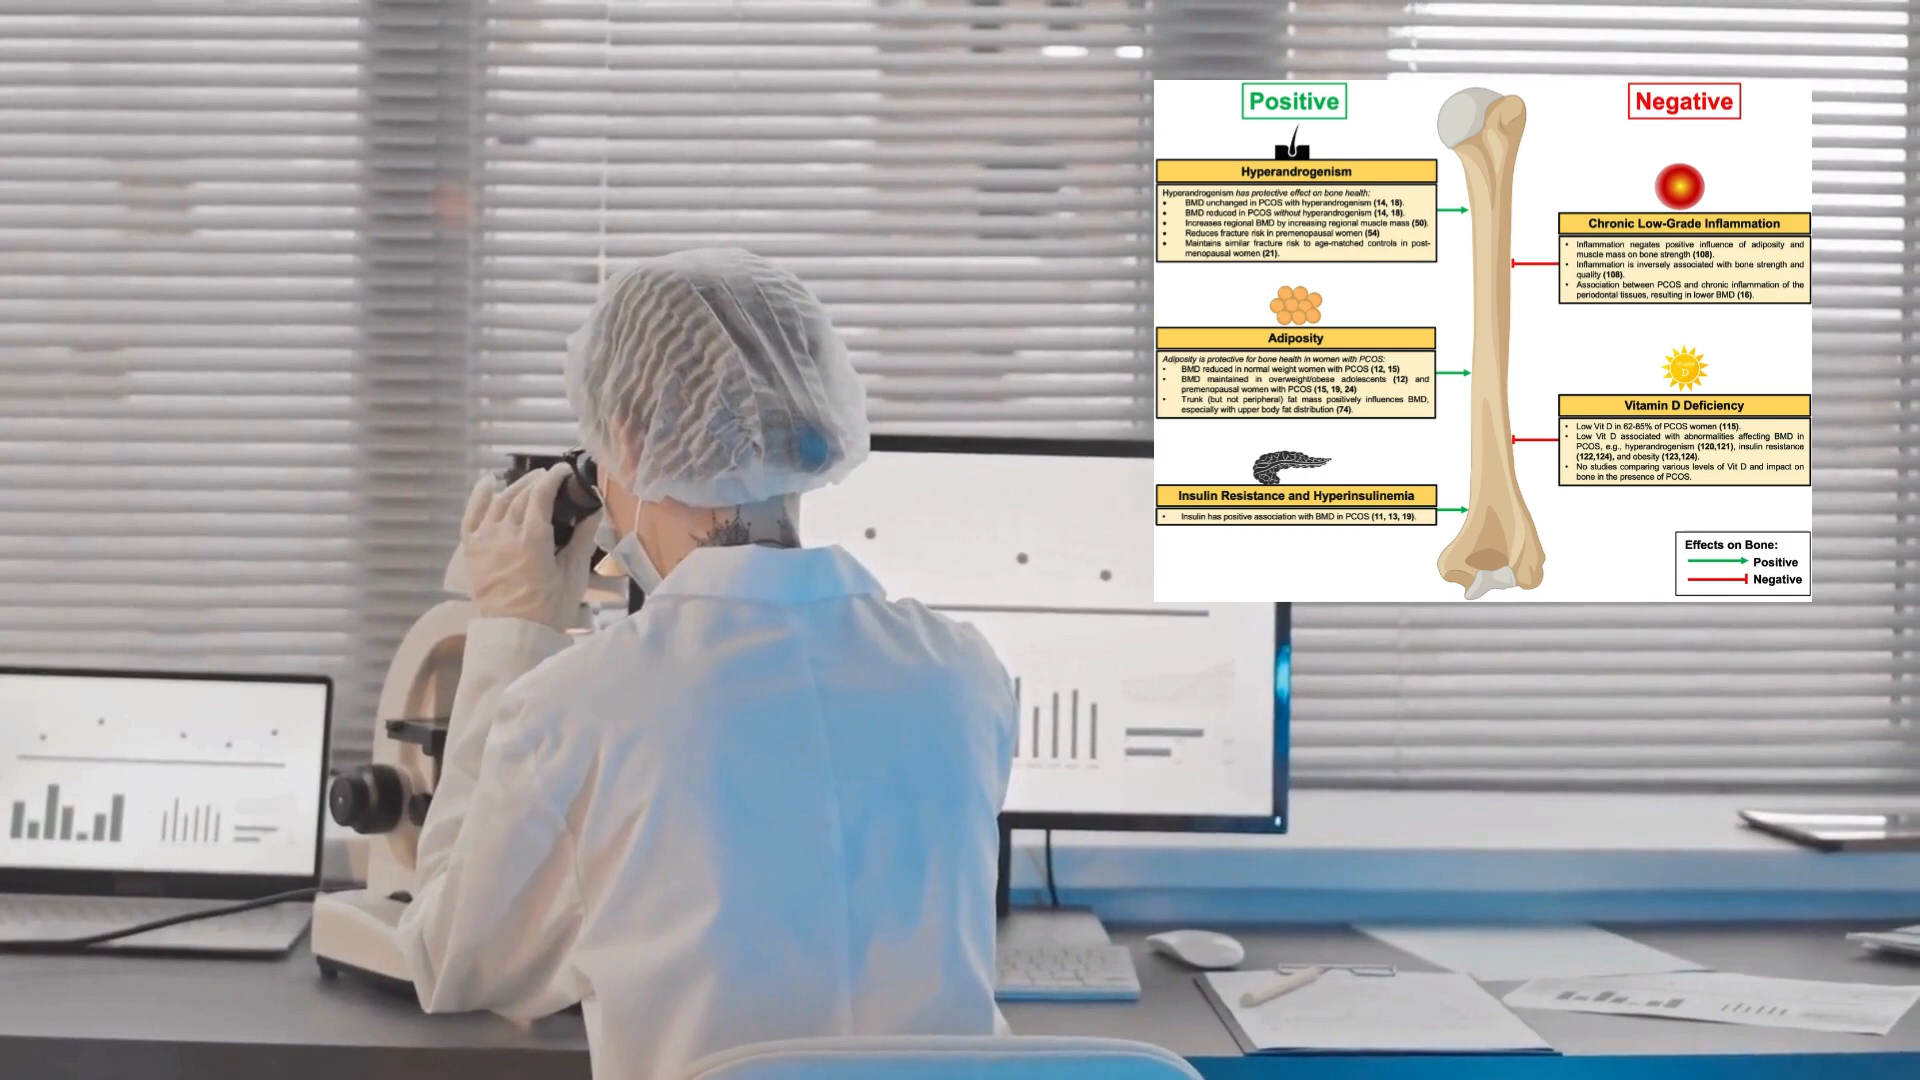 Positive
Hyperandrogenism
Hyperandrogenism has protective effect on bone health:
• BMD unchanged in PCOS with hyperandrogenism (14, 18).
• BMD reduced in PCOS without hyperandrogenism (14, 18).
• Increases regional BMD by increasing regional muscle mass (50).
• Reduces fracture risk in premenopausal women (54)
• Maintains similar fracture risk to age-matched controls in post-
menopausal women (21).
Adiposity
Adiposity is protective for bone health in women with PCOS:
• BMD reduced in normal weight women with PCOS (12, 15)
• BMD maintained in overweight/obese adolescents (12) and
premenopausal women with PCOS (15, 19, 24)
• Trunk (but not peripheral) fat mass positively influences BMD,
especially with upper body fat distribution (74).
Insulin Resistance and Hyperinsulinemia
• Insulin has positive association with BMD in PCOS (11, 13, 19).
Negative
Chronic Low-Grade Inflammation
• Inflammation negates positive influence of adiposity and
muscle mass on bone strength (108).
• Inflammation is inversely associated with bone strength and
quality (108).
• Association between PCOS and chronic inflammation of the
periodontal tissues, resulting in lower BMD (16).
D
Vitamin D Deficiency
• Low Vit D in 62-85% of PCOS women (115).
• Low Vit D associated with abnormalities affecting BMD in
PCOS, e.g., hyperandrogenism (120,121), insulin resistance
(122,124), and obesity (123,124).
• No studies comparing various levels of Vit D and impact on
bone in the presence of PCOS.
Effects on Bone:
Positive
Negative